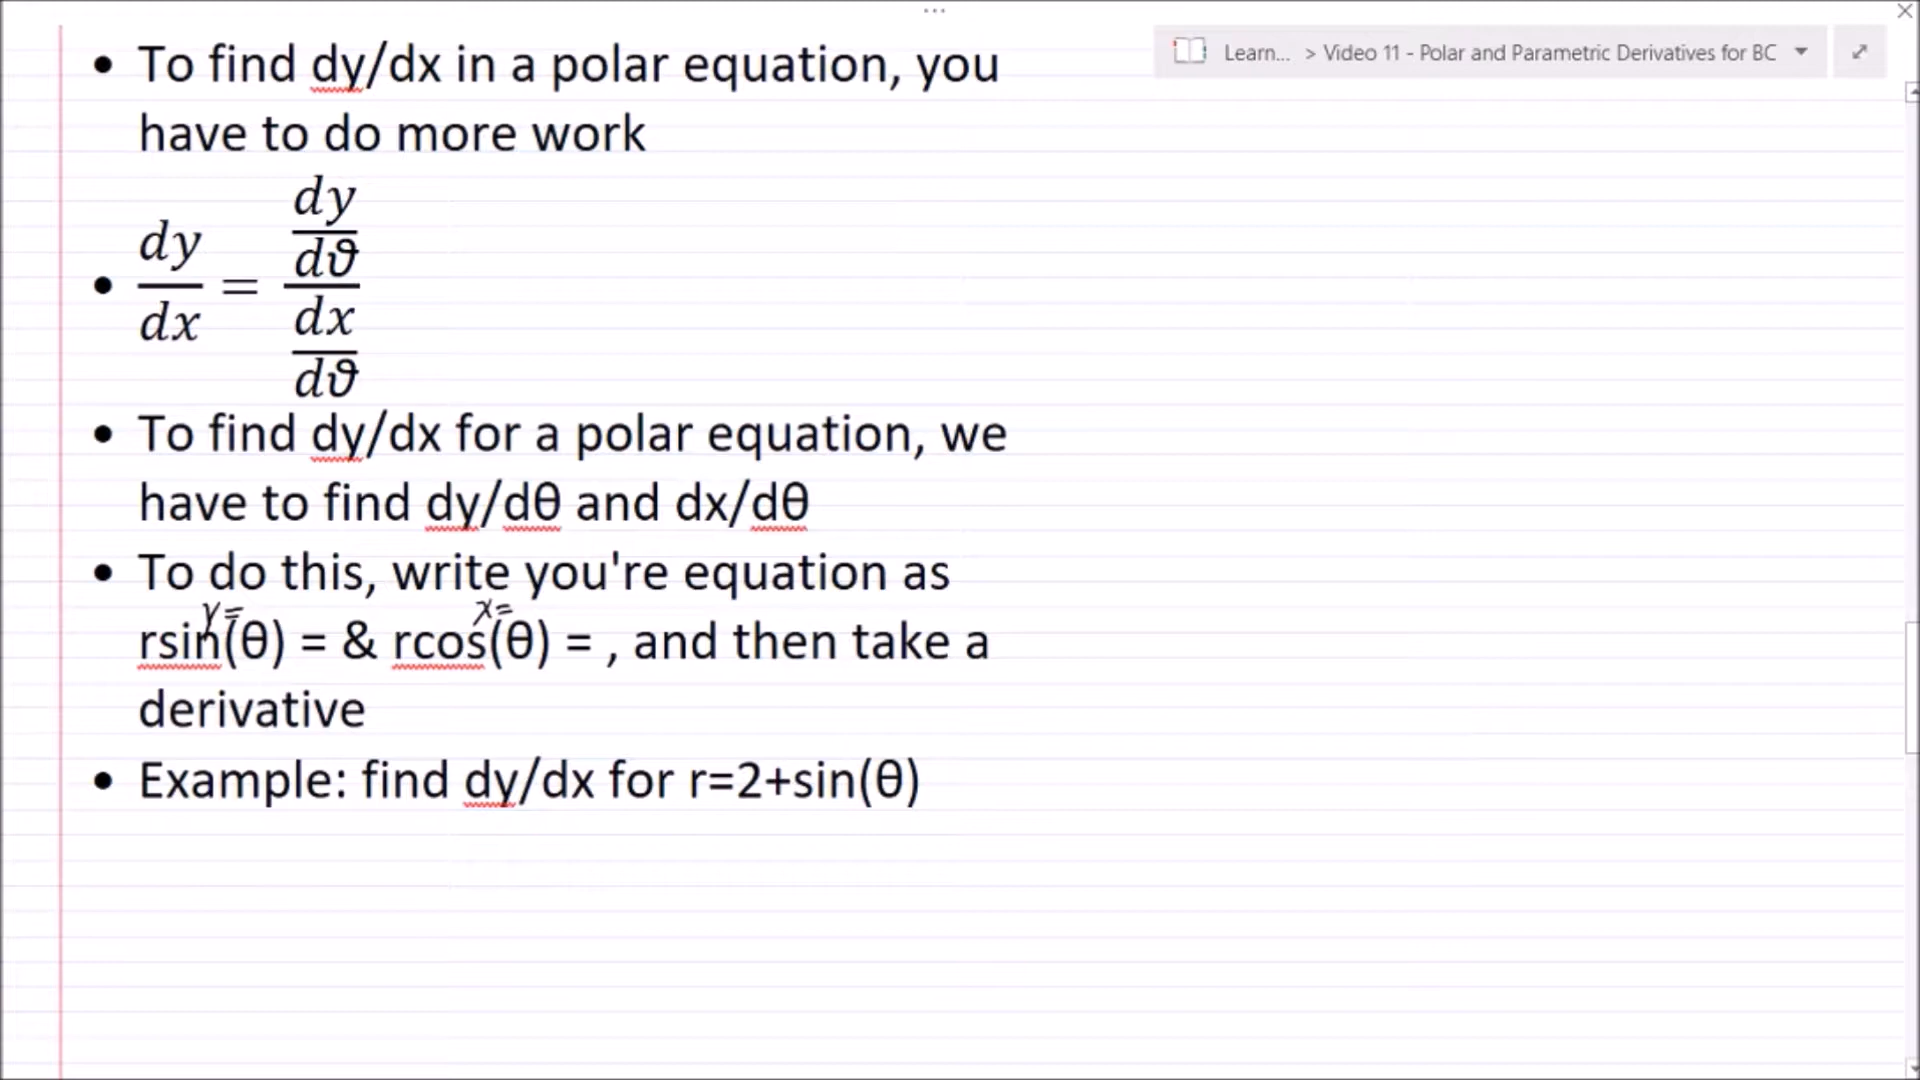 Learn... > Video 11 - Polar and Parametric Derivatives for BC
• To find dy/dx in a polar equation, you
have to do more work
• dy/dx = (dy/dϑ)/(dx/dϑ)
• To find dy/dx for a polar equation, we
have to find dy/dθ and dx/dθ
• To do this, write you're equation as
y= x=
rsin(θ) = & rcos(θ) = , and then take a
derivative
• Example: find dy/dx for r=2+sin(θ)